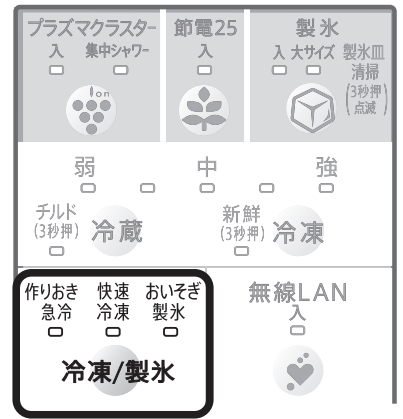 プラズマクラスター 節電25 製氷
入 集中シャワー 入 入 大サイズ 製氷皿
清掃
(3秒押)
点滅
Ion
弱 中 強
チルド
(3秒押) 冷蔵
新鮮
(3秒押) 冷凍
作りおき 快速 おいそぎ
急冷 冷凍 製氷
冷凍/製氷
無線LAN
入